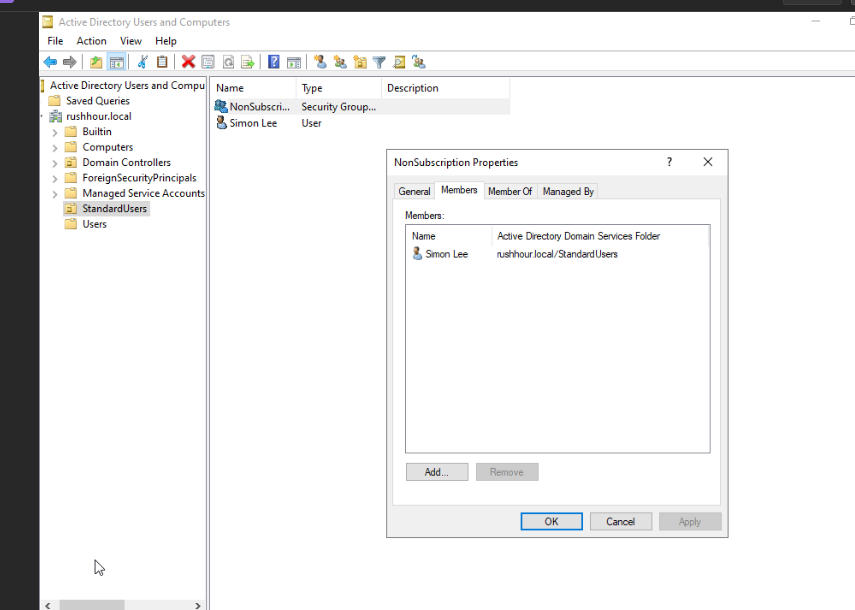 Active Directory Users and Computers
File Action View Help
Active Directory Users and Compu
Saved Queries
rushhour.local
Builtin
Computers
Domain Controllers
ForeignSecurityPrincipals
Managed Service Accounts
StandardUsers
Users
Name Type Description
NonSubscri... Security Group...
Simon Lee User
NonSubscription Properties
General Members Member Of Managed By
Members:
Name Active Directory Domain Services Folder
Simon Lee rushhour.local/StandardUsers
Add... Remove
OK Cancel Apply